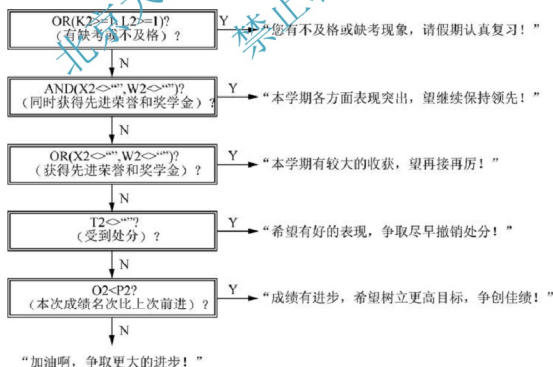 OR(K2>=1,L2>=1)?
(有缺考或不及格)?
Y
“您有不及格或缺考现象，请假期认真复习！”
N
AND(X2<>“”,W2<>“”)?
(同时获得先进荣誉和奖学金)?
Y
“本学期各方面表现突出，望继续保持领先！”
N
OR(X2<>“”,W2<>“”)?
(获得先进荣誉和奖学金)?
Y
“本学期有较大的收获，望再接再厉！”
N
T2<>“”?
(受到处分)?
Y
“希望有好的表现，争取尽早撤销处分！”
N
O2<P2?
(本次成绩名次比上次前进)?
Y
“成绩有进步，希望树立更高目标，争创佳绩！”
N
“加油啊，争取更大的进步！”
北京大
禁止